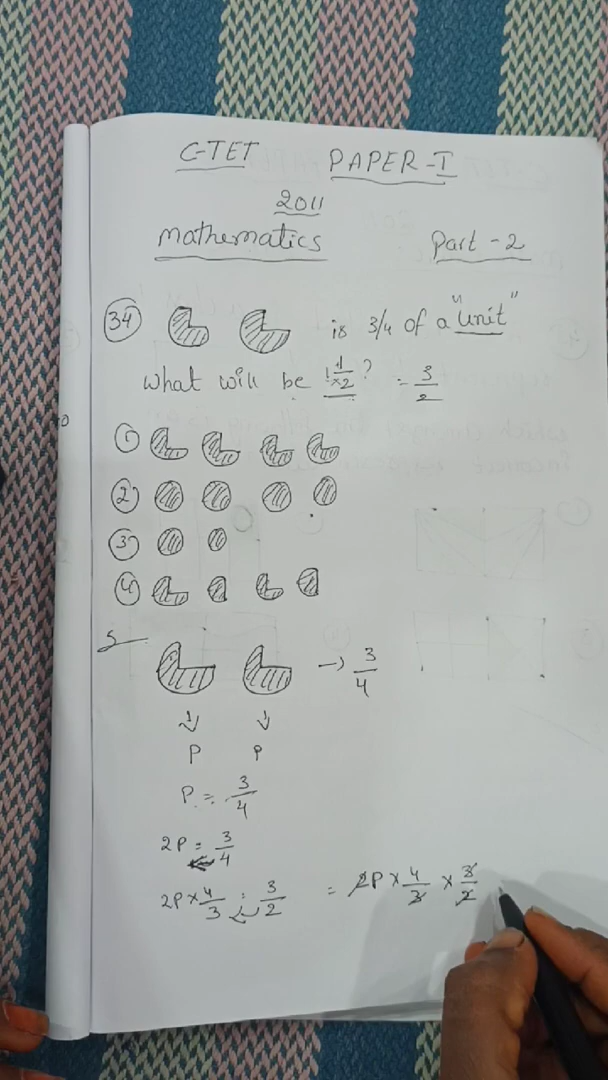 C-TET PAPER-I
2011
Mathematics Part-2
34 is 3/4 of a "Unit"
What will be 1 1/2? = 3/2
1
2
3
4
→ 3/4
P P
P = 3/4
2P = 3/4
2P × 4/3 : 3/2 = 2P × 4/3 × 3/2